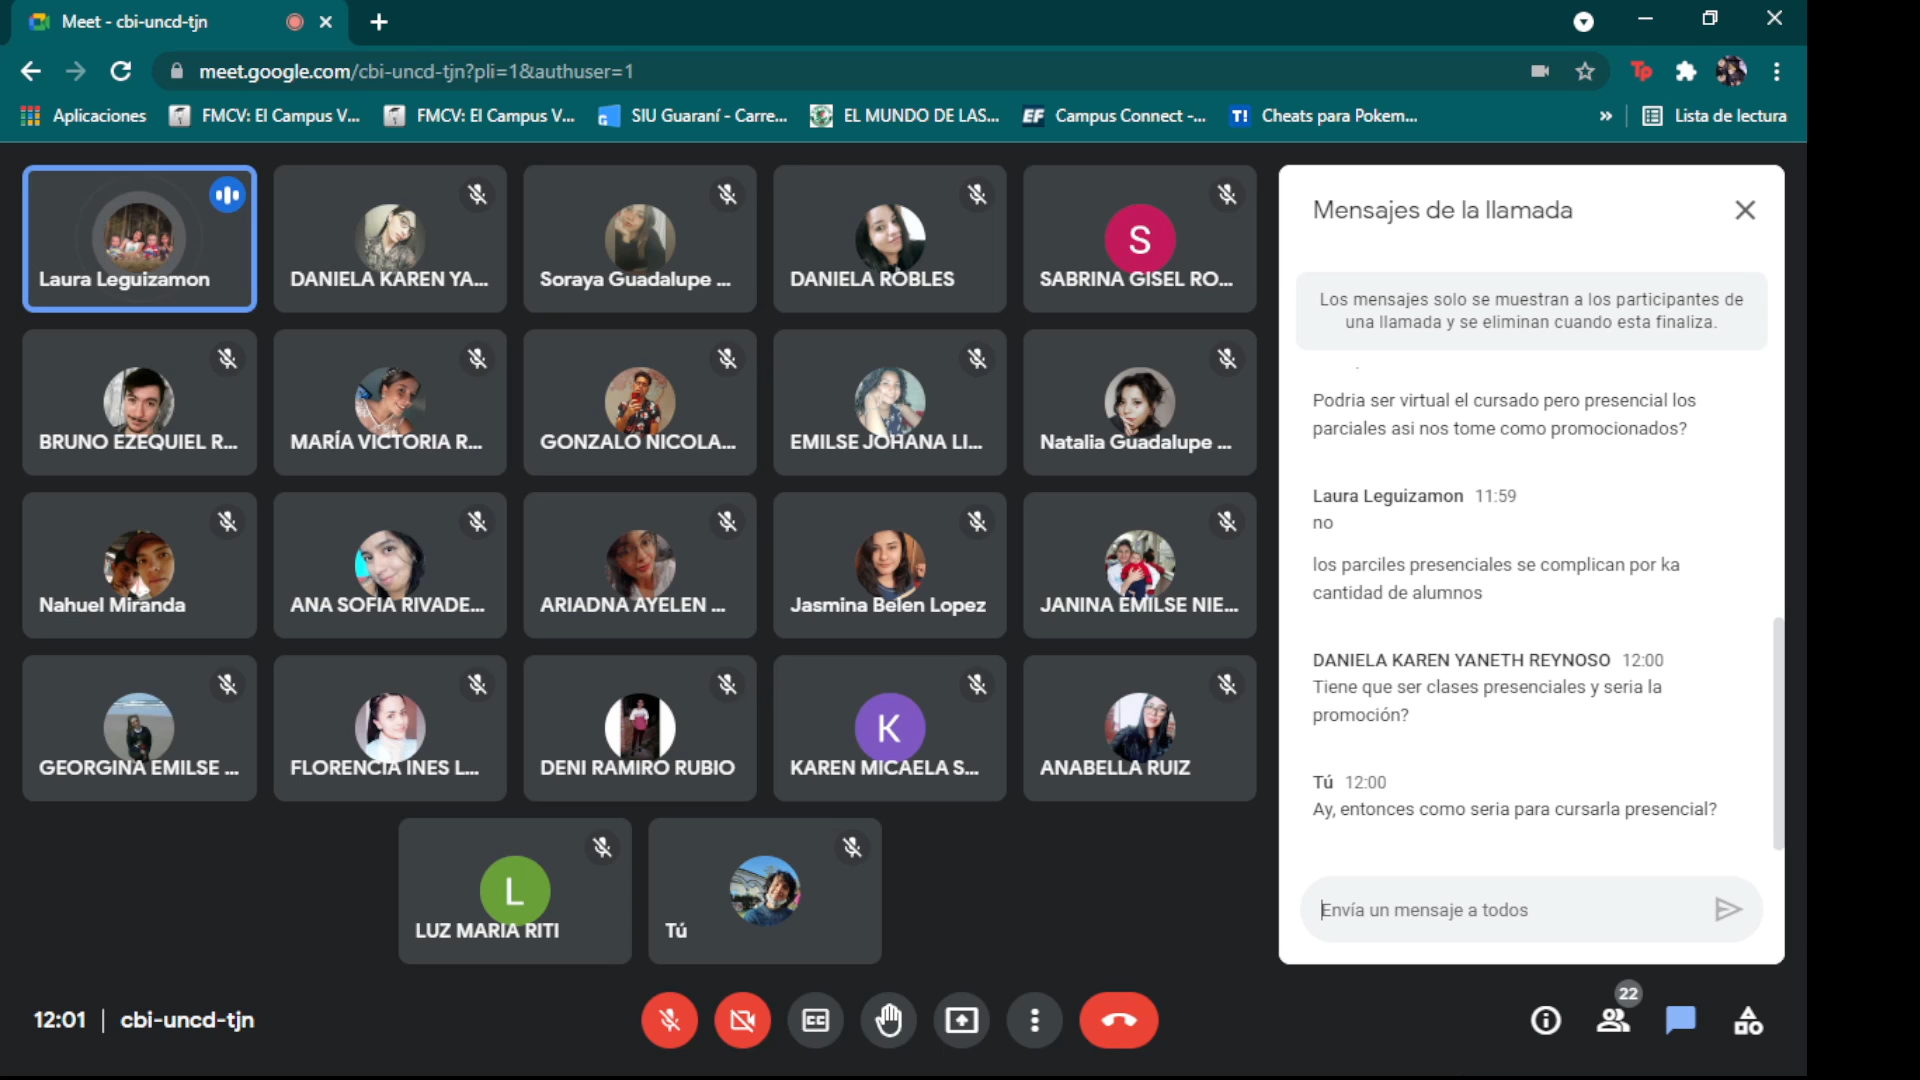 Meet - cbi-uncd-tjn
meet.google.com/cbi-uncd-tjn?pli=1&authuser=1
Tp
Aplicaciones
FMCV: El Campus V...
FMCV: El Campus V...
G
SIU Guaraní - Carre...
EL MUNDO DE LAS...
EF
Campus Connect -...
T!
Cheats para Pokem...
»
Lista de lectura
Laura Leguizamon
DANIELA KAREN YA...
Soraya Guadalupe ...
DANIELA ROBLES
S
SABRINA GISEL RO...
BRUNO EZEQUIEL R...
MARÍA VICTORIA R...
GONZALO NICOLA...
EMILSE JOHANA LI...
Natalia Guadalupe ...
Nahuel Miranda
ANA SOFIA RIVADE...
ARIADNA AYELEN ...
Jasmina Belen Lopez
JANINA EMILSE NIE...
GEORGINA EMILSE ...
FLORENCIA INES L...
DENI RAMIRO RUBIO
K
KAREN MICAELA S...
ANABELLA RUIZ
L
LUZ MARIA RITI
Tú
Mensajes de la llamada
Los mensajes solo se muestran a los participantes de
una llamada y se eliminan cuando esta finaliza.
Podria ser virtual el cursado pero presencial los
parciales asi nos tome como promocionados?
Laura Leguizamon 11:59
no
los parciles presenciales se complican por ka
cantidad de alumnos
DANIELA KAREN YANETH REYNOSO 12:00
Tiene que ser clases presenciales y seria la
promoción?
Tú 12:00
Ay, entonces como seria para cursarla presencial?
Envía un mensaje a todos
12:01 | cbi-uncd-tjn
CC
22